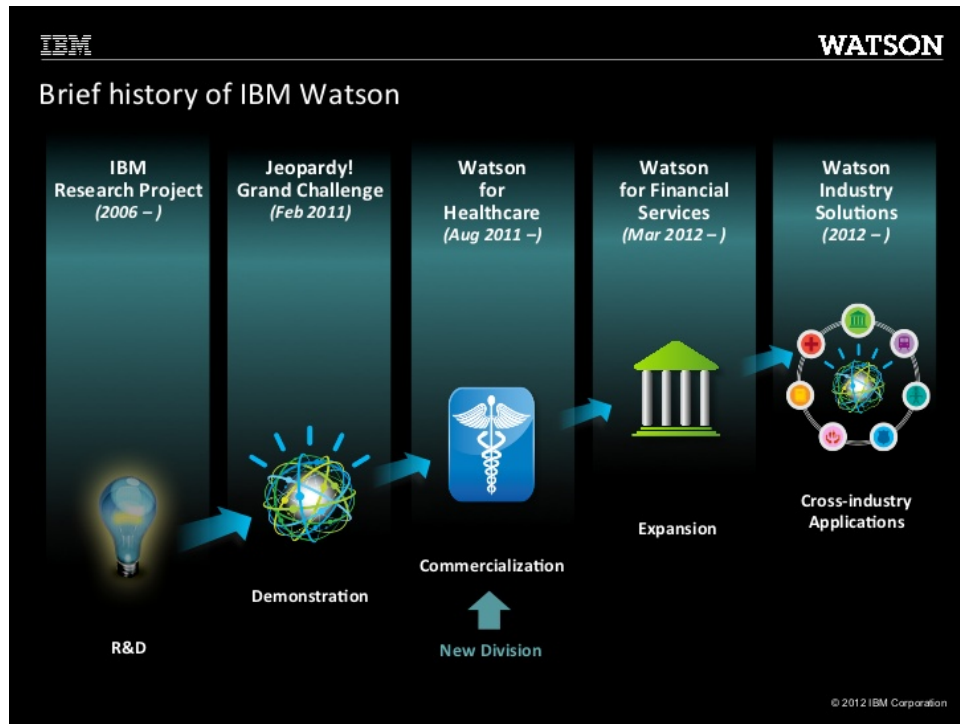 IBM
WATSON
Brief history of IBM Watson
IBM
Research Project
(2006 – )
Jeopardy!
Grand Challenge
(Feb 2011)
Watson
for
Healthcare
(Aug 2011 –)
Watson
for Financial
Services
(Mar 2012 – )
Watson
Industry
Solutions
(2012 – )
R&D
Demonstration
Commercialization
New Division
Expansion
Cross-industry
Applications
© 2012 IBM Corporation